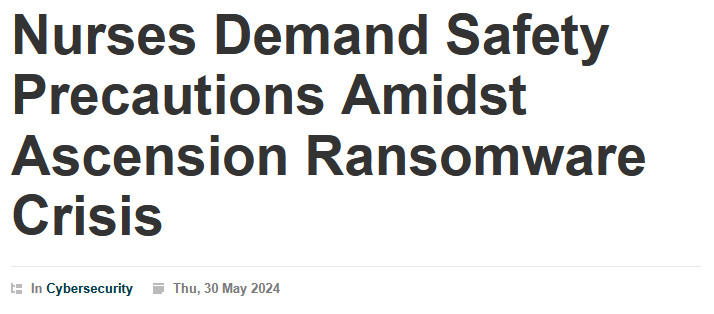 Nurses Demand Safety
Precautions Amidst
Ascension Ransomware
Crisis
In Cybersecurity Thu, 30 May 2024